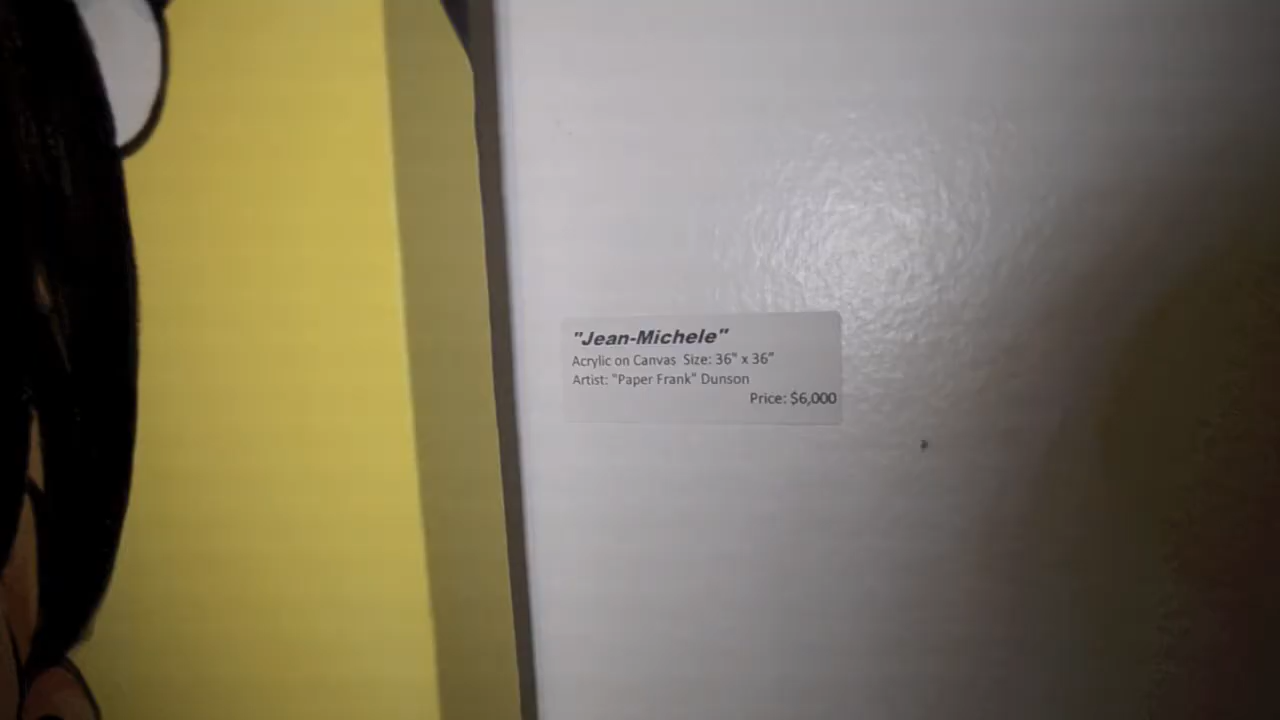 "Jean-Michele"
Acrylic on Canvas Size: 36" x 36"
Artist: "Paper Frank" Dunson
Price: $6,000